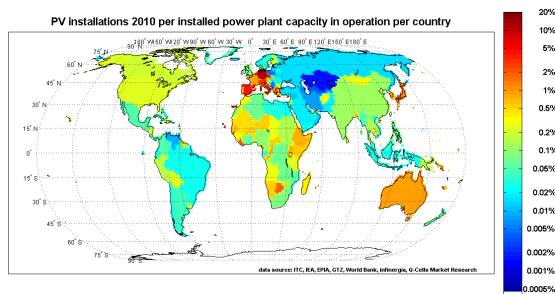 PV installations 2010 per installed power plant capacity in operation per country
20%
10%
5%
2%
1%
0.5%
0.2%
0.1%
0.05%
0.02%
0.01%
0.005%
0.002%
0.001%
0.0005%
75° N
60° N
45° N
30° N
15° N
0°
15° S
30° S
45° S
60° S
75° S
90° S
data source: ITC, IEA, EPIA, GTZ, World Bank, infinergia, Q-Cells Market Research